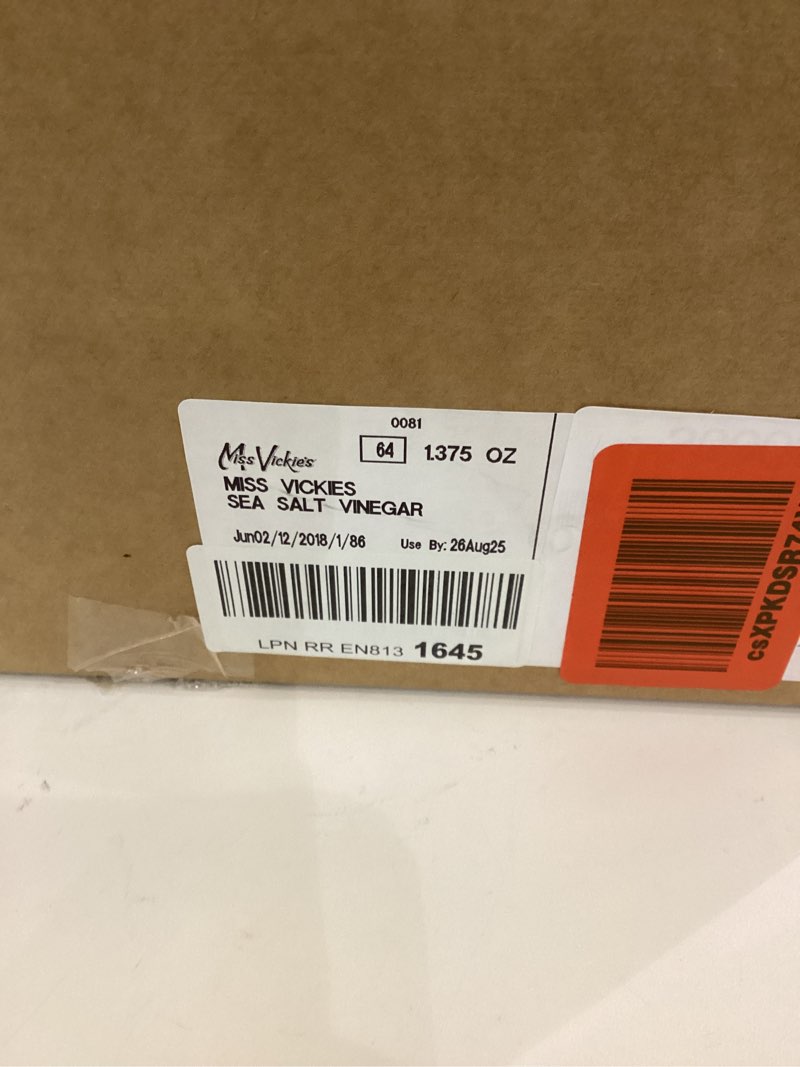 0081
Miss Vickie's
64 1.375 OZ
MISS VICKIES
SEA SALT VINEGAR
Jun02/12/2018/1/86 Use By: 26Aug25
LPN RR EN813 1645